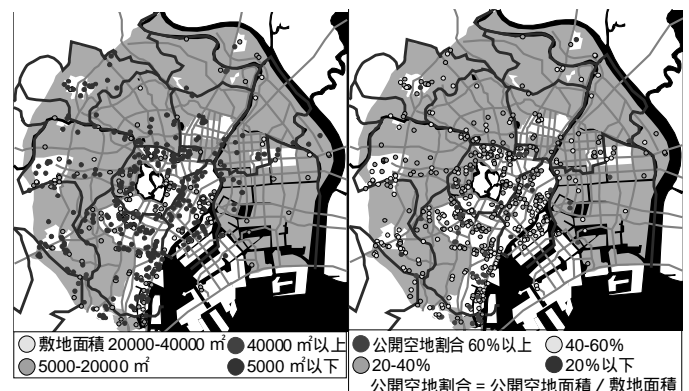 敷地面積 20000-40000 ㎡ 40000 ㎡以上
5000-20000 ㎡ 5000 ㎡以下
公開空地割合 60%以上 40-60%
20-40% 20%以下
公開空地割合 = 公開空地面積 / 敷地面積